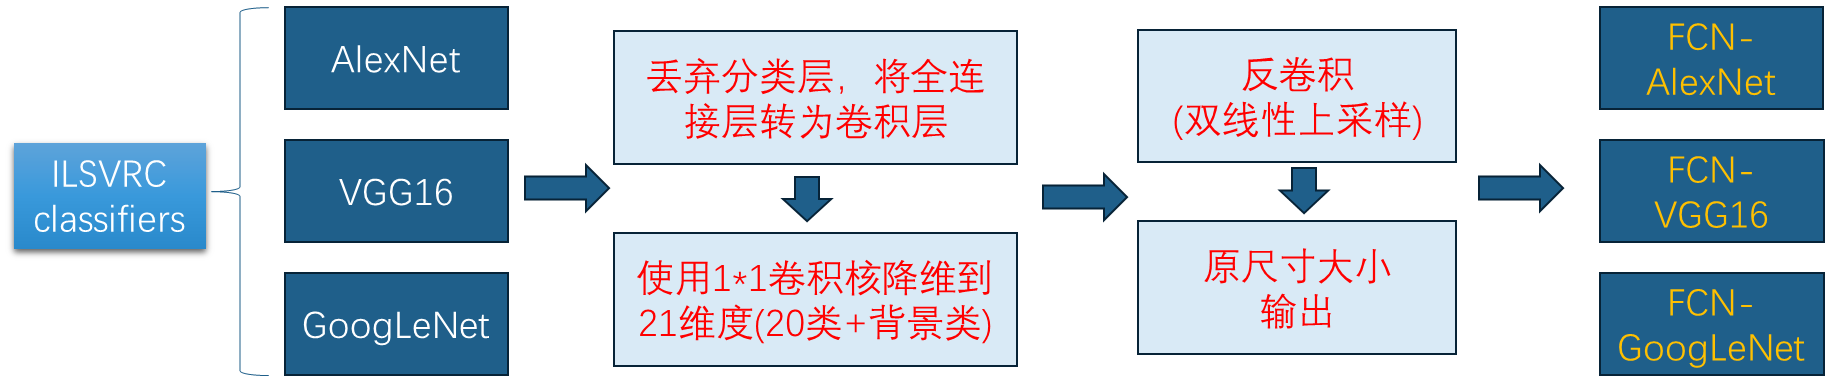 ILSVRC
classifiers
AlexNet
VGG16
GoogLeNet
丢弃分类层，将全连
接层转为卷积层
使用1*1卷积核降维到
21维度(20类+背景类)
反卷积
(双线性上采样)
原尺寸大小
输出
FCN-
AlexNet
FCN-
VGG16
FCN-
GoogLeNet